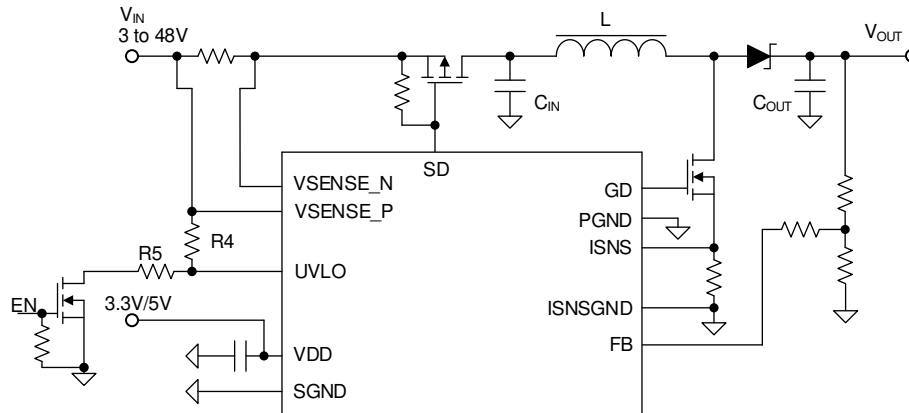 VIN
3 to 48V
L
VOUT
CIN
COUT
SD
VSENSE_N
GD
VSENSE_P
PGND
R4
ISNS
R5
UVLO
EN
3.3V/5V
ISNSGND
FB
VDD
SGND